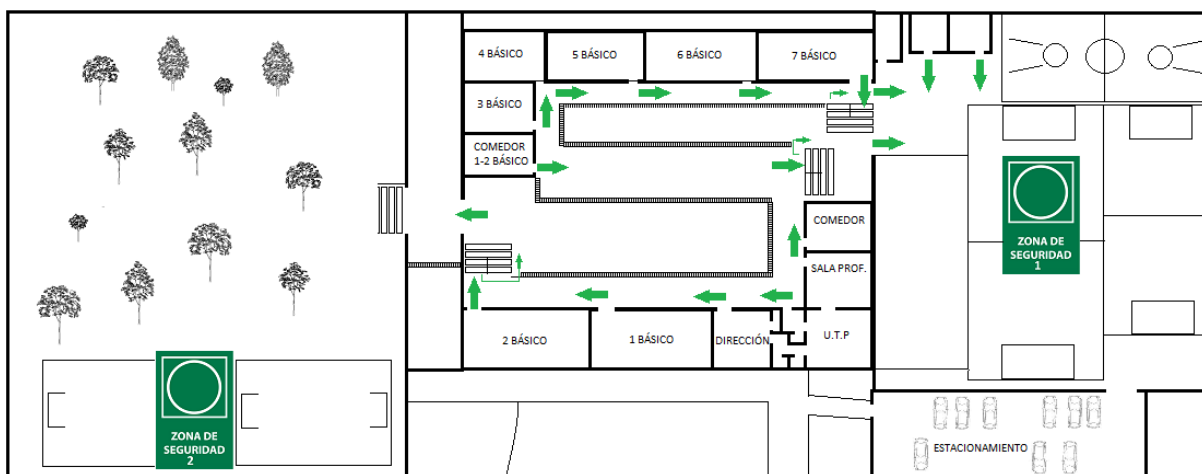 4 BÁSICO
5 BÁSICO
6 BÁSICO
7 BÁSICO
3 BÁSICO
COMEDOR
1-2 BÁSICO
COMEDOR
SALA PROF.
U.T.P
DIRECCIÓN
1 BÁSICO
2 BÁSICO
ZONA DE
SEGURIDAD
1
ZONA DE
SEGURIDAD
2
ESTACIONAMIENTO